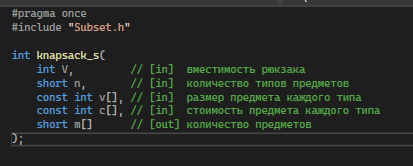 #pragma once
#include "Subset.h"
int knapsack_s(
int V, // [in] вместимость рюкзака
short n, // [in] количество типов предметов
const int v[], // [in] размер предмета каждого типа
const int c[], // [in] стоимость предмета каждого типа
short m[] // [out] количество предметов
);